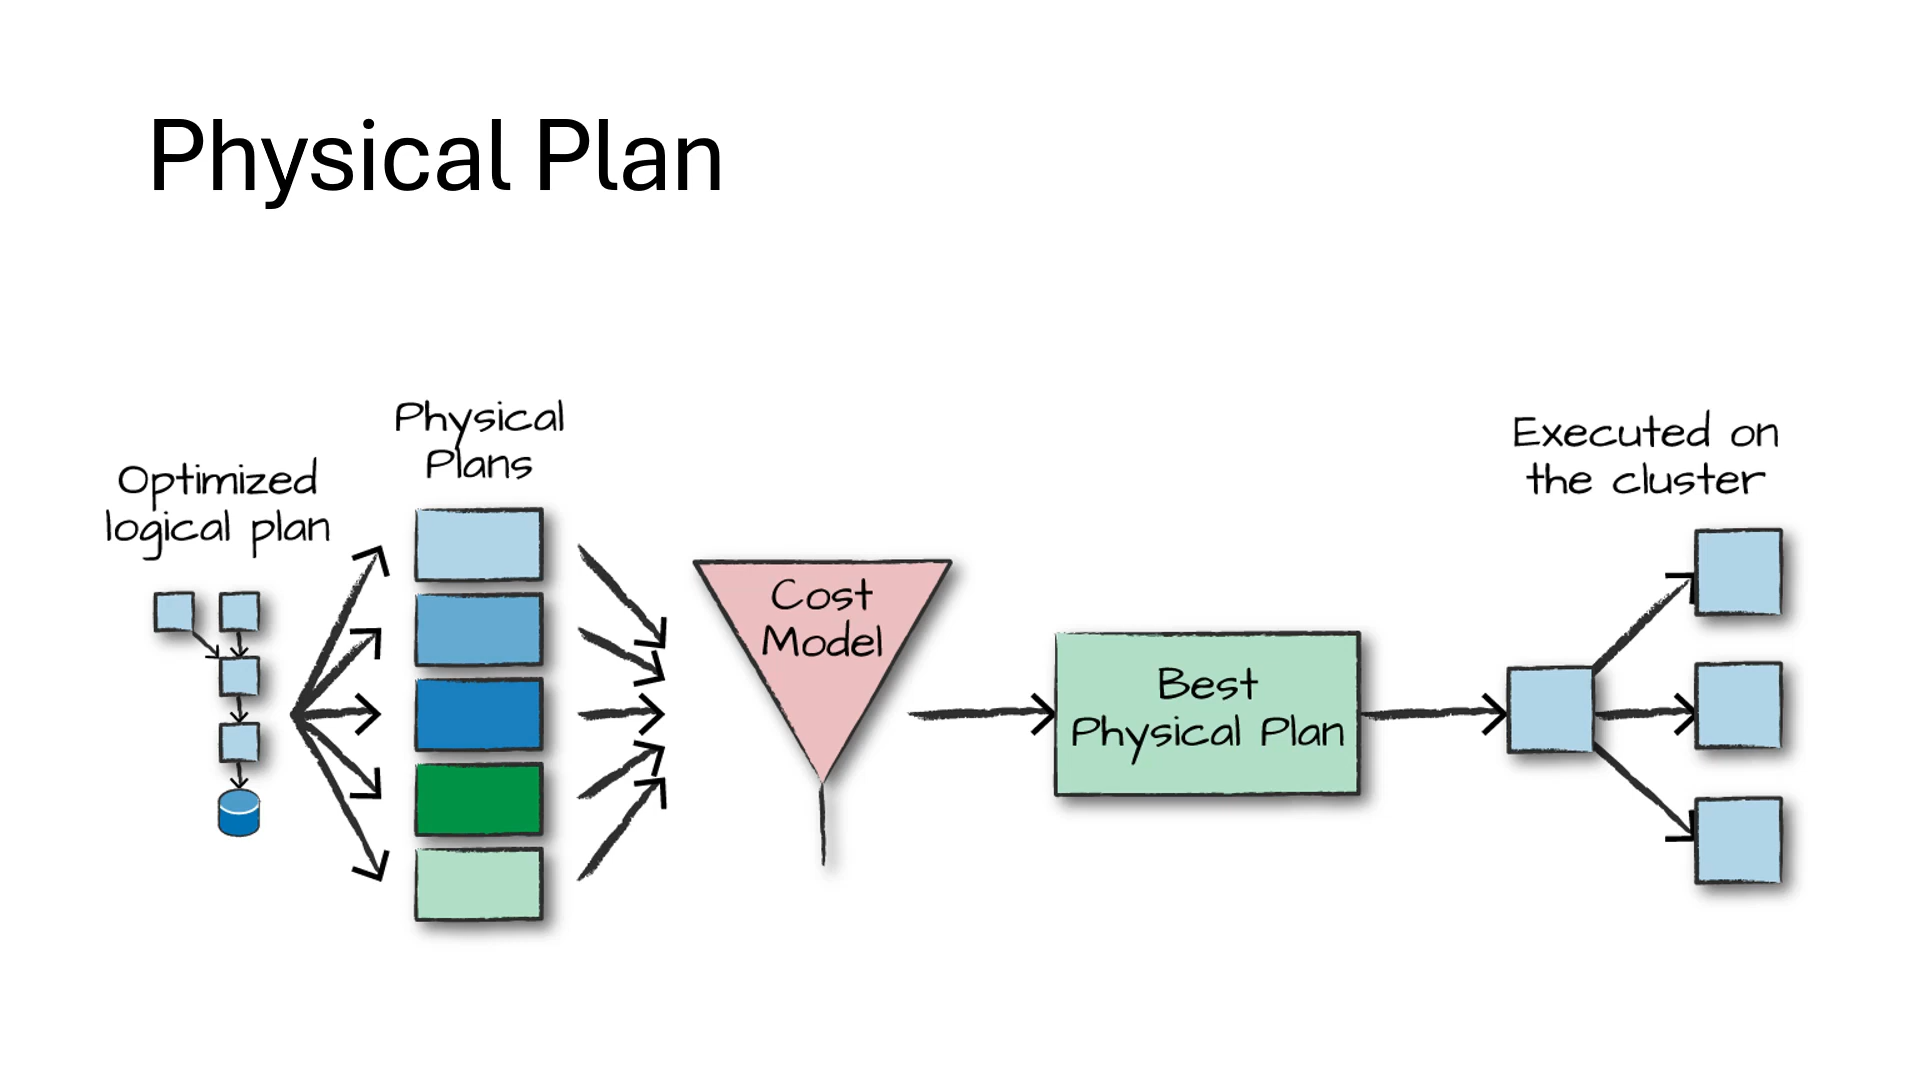 Physical Plan
Optimized
logical plan
Physical
Plans
Cost
Model
Best
Physical Plan
Executed on
the cluster